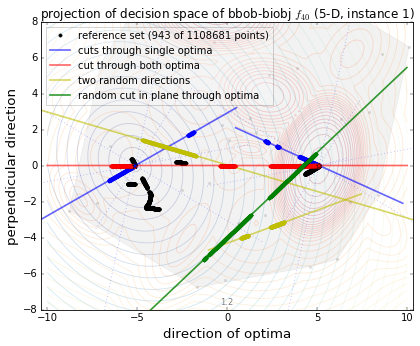 projection of decision space of bbob-biobj f40 (5-D, instance 1)
reference set (943 of 1108681 points)
cuts through single optima
cut through both optima
two random directions
random cut in plane through optima
perpendicular direction
8
6
4
2
0
−2
−4
−6
−8
1:2
−10
−5
0
5
10
direction of optima